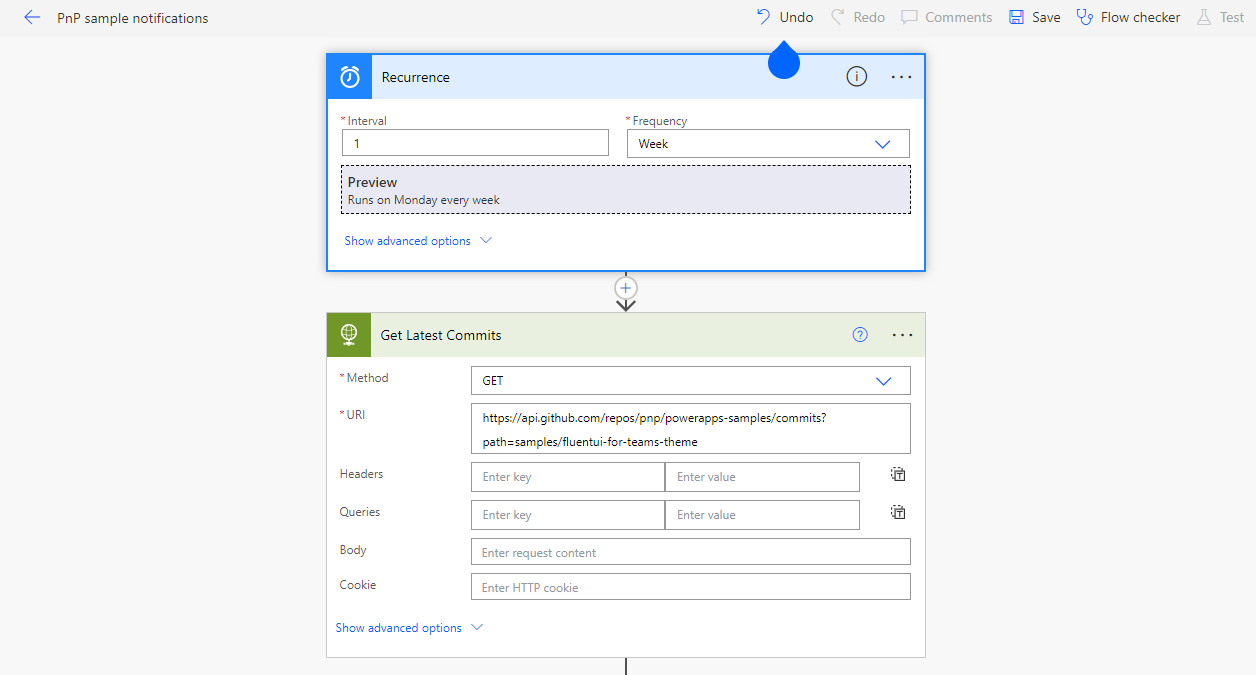 PnP sample notifications
Undo Redo Comments Save Flow checker Test
Recurrence
* Interval * Frequency
1 Week
Preview
Runs on Monday every week
Show advanced options
Get Latest Commits
* Method GET
* URI https://api.github.com/repos/pnp/powerapps-samples/commits?
path=samples/fluentui-for-teams-theme
Headers Enter key Enter value
Queries Enter key Enter value
Body Enter request content
Cookie Enter HTTP cookie
Show advanced options